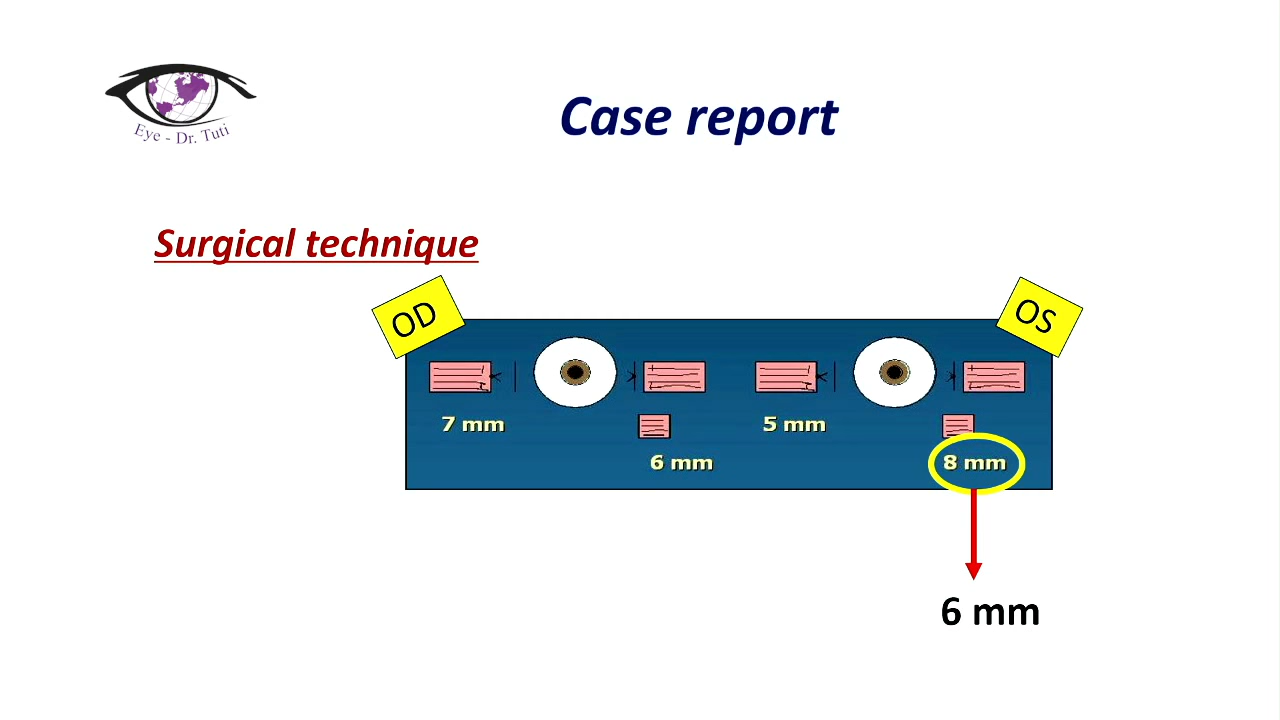 Eye - Dr. Tuti
Case report
Surgical technique
OD
OS
7 mm
5 mm
6 mm
8 mm
6 mm